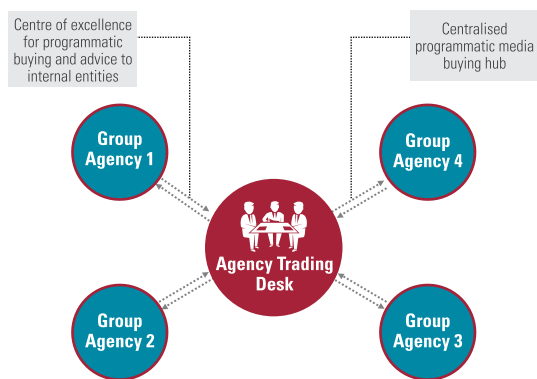 Centre of excellence
for programmatic
buying and advice to
internal entities
Centralised
programmatic media
buying hub
Group
Agency 1
Group
Agency 4
Agency Trading
Desk
Group
Agency 2
Group
Agency 3